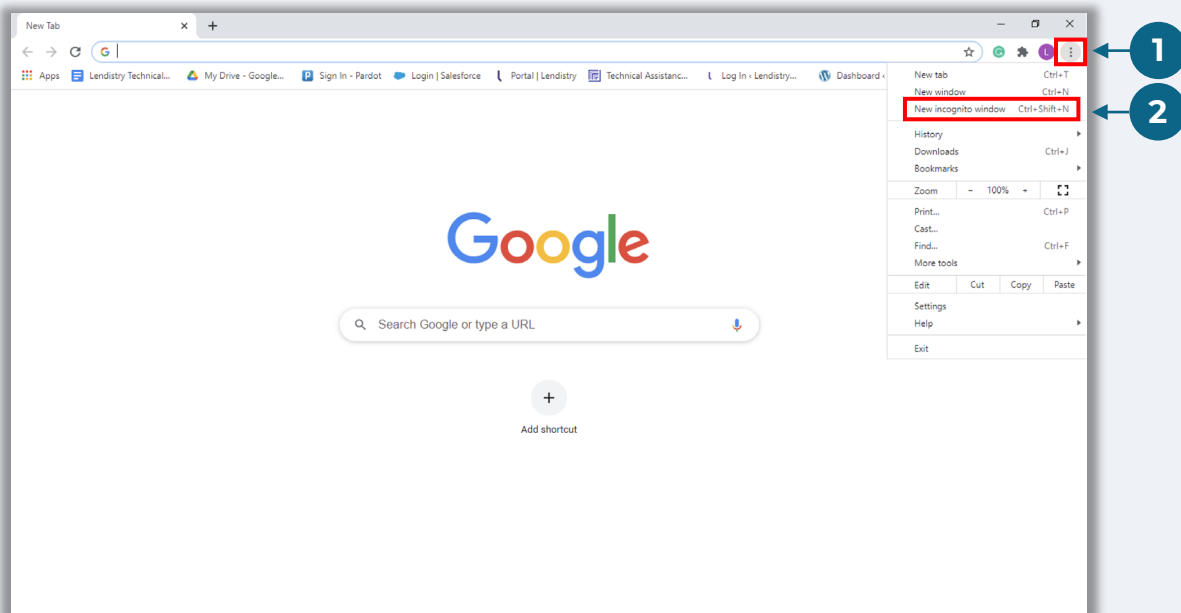 New Tab
G
Apps Lendistry Technical... My Drive - Google... P Sign In - Pardot Login | Salesforce Portal | Lendistry Technical Assistanc... Log In ‹ Lendistry... Dashboard ‹
L
1
New tab Ctrl+T
New window Ctrl+N
New incognito window Ctrl+Shift+N
2
History
Downloads Ctrl+J
Bookmarks
Zoom - 100% +
Print... Ctrl+P
Cast...
Find... Ctrl+F
More tools
Edit Cut Copy Paste
Settings
Help
Exit
Google
Search Google or type a URL
Add shortcut